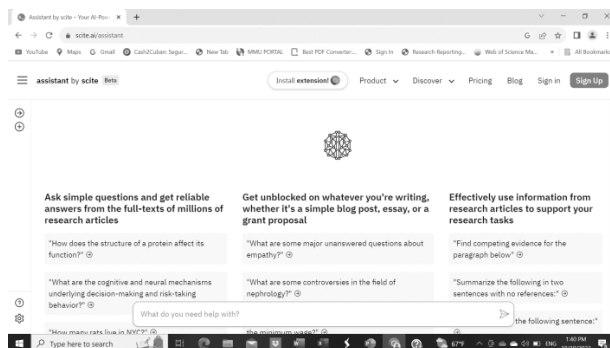 Assistant by scite – Your AI-Pow
scite.ai/assistant
YouTube Maps Gmail Cash2Cuban: Segur... New Tab MMU PORTAL Best PDF Converter:... Sign In Research Reporting... Web of Science Ma... » All Bookmarks
assistant by scite Beta
Install extension! Product Discover Pricing Blog Sign in Sign Up
Ask simple questions and get reliable
answers from the full-texts of millions of
research articles
"How does the structure of a protein affect its
function?"
"What are the cognitive and neural mechanisms
underlying decision-making and risk-taking
behavior?"
"How many rats live in NYC?"
Get unblocked on whatever you're writing,
whether it's a simple blog post, essay, or a
grant proposal
"What are some major unanswered questions about
empathy?"
"What are some controversies in the field of
nephrology?"
the minimum wage?"
Effectively use information from
research articles to support your
research tasks
"Find competing evidence for the
paragraph below"
"Summarize the following in two
sentences with no references:"
the following sentence:"
What do you need help with?
Type here to search
67°F ENG 1:40 PM